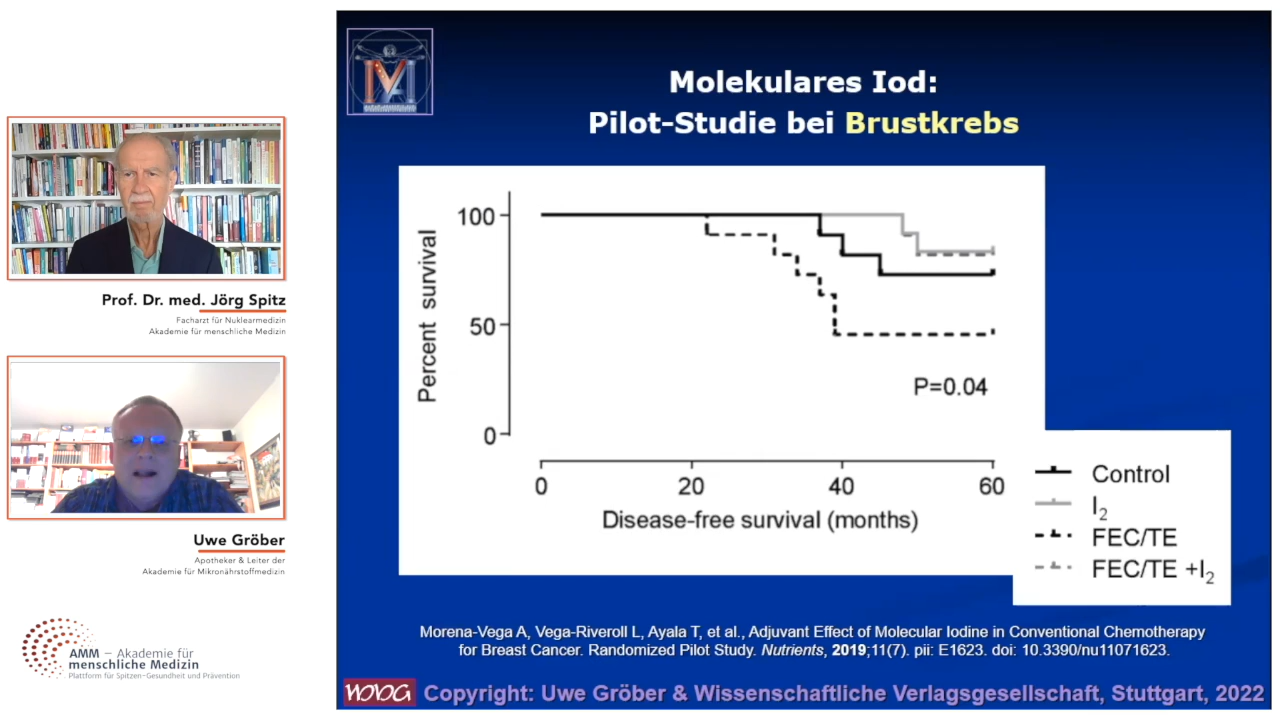 Molekulares Iod:
Pilot-Studie bei Brustkrebs
Prof. Dr. med. Jörg Spitz
Facharzt für Nuklearmedizin
Akademie für menschliche Medizin
Uwe Gröber
Apotheker & Leiter der
Akademie für Mikronährstoffmedizin
AMM – Akademie für
menschliche Medizin
Plattform für Spitzen-Gesundheit und Prävention
Percent survival
100
50
0
P=0.04
0 20 40 60
Disease-free survival (months)
Control
I₂
FEC/TE
FEC/TE +I₂
Morena-Vega A, Vega-Riveroll L, Ayala T, et al., Adjuvant Effect of Molecular Iodine in Conventional Chemotherapy
for Breast Cancer. Randomized Pilot Study. Nutrients, 2019;11(7). pii: E1623. doi: 10.3390/nu11071623.
WVG Copyright: Uwe Gröber & Wissenschaftliche Verlagsgesellschaft, Stuttgart, 2022